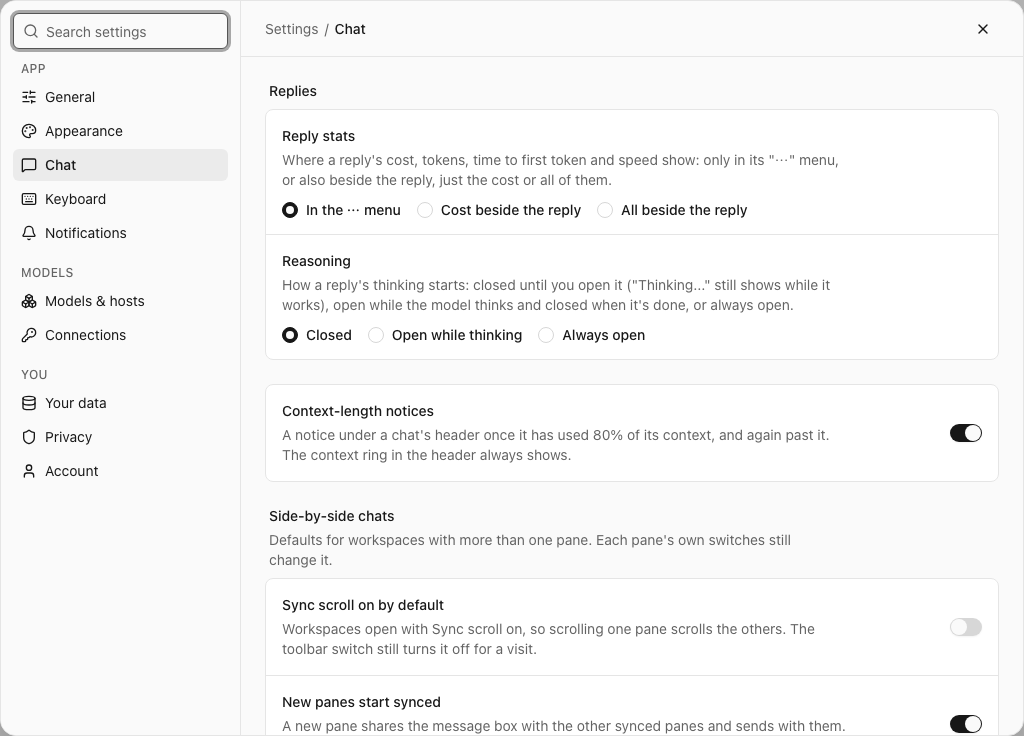 Search settings
APP
General
Appearance
Chat
Keyboard
Notifications
MODELS
Models & hosts
Connections
YOU
Your data
Privacy
Account
Settings / Chat
Replies
Reply stats
Where a reply's cost, tokens, time to first token and speed show: only in its "···" menu,
or also beside the reply, just the cost or all of them.
In the ··· menu Cost beside the reply All beside the reply
Reasoning
How a reply's thinking starts: closed until you open it ("Thinking..." still shows while it
works), open while the model thinks and closed when it's done, or always open.
Closed Open while thinking Always open
Context-length notices
A notice under a chat's header once it has used 80% of its context, and again past it.
The context ring in the header always shows.
Side-by-side chats
Defaults for workspaces with more than one pane. Each pane's own switches still
change it.
Sync scroll on by default
Workspaces open with Sync scroll on, so scrolling one pane scrolls the others. The
toolbar switch still turns it off for a visit.
New panes start synced
A new pane shares the message box with the other synced panes and sends with them.